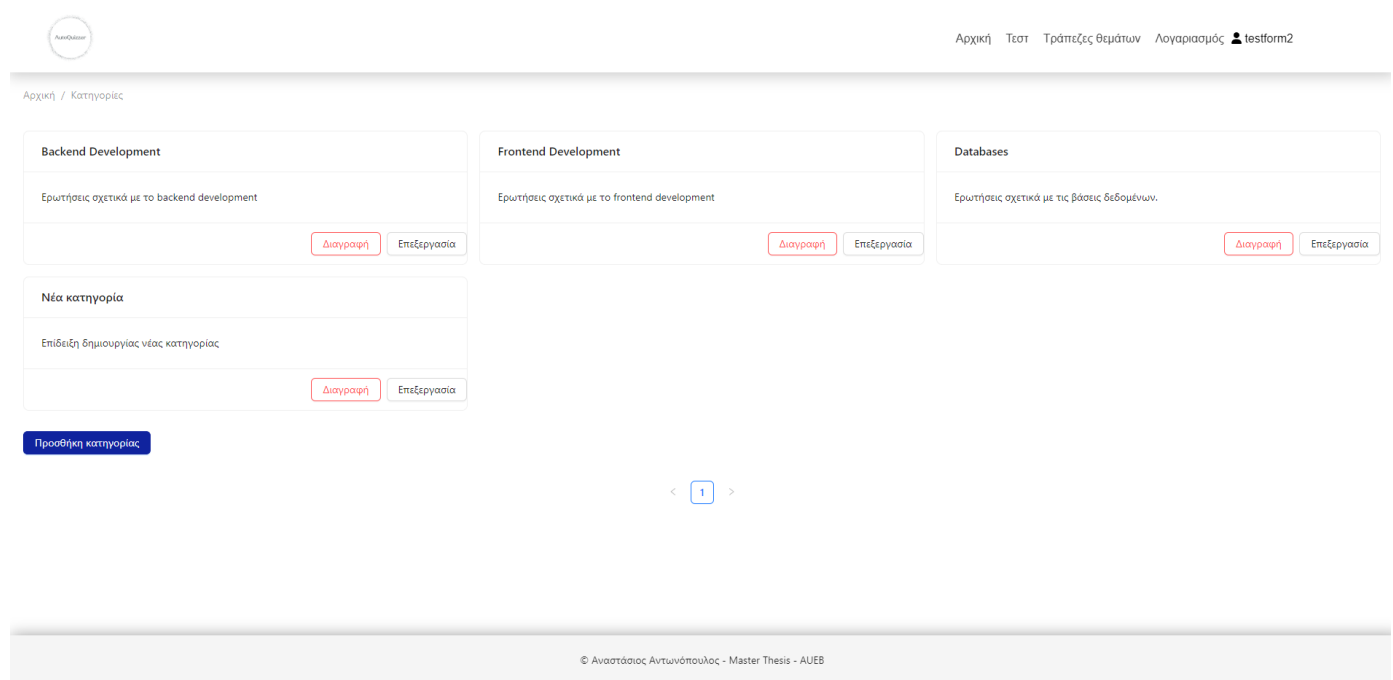 AuebQuizzer
Αρχική Τεστ Τράπεζες θεμάτων Λογαριασμός testform2
Αρχική / Κατηγορίες
Backend Development
Ερωτήσεις σχετικά με το backend development
Διαγραφή Επεξεργασία
Frontend Development
Ερωτήσεις σχετικά με το frontend development
Διαγραφή Επεξεργασία
Databases
Ερωτήσεις σχετικά με τις βάσεις δεδομένων.
Διαγραφή Επεξεργασία
Νέα κατηγορία
Επίδειξη δημιουργίας νέας κατηγορίας
Διαγραφή Επεξεργασία
Προσθήκη κατηγορίας
< 1 >
© Αναστάσιος Αντωνόπουλος - Master Thesis - AUEB